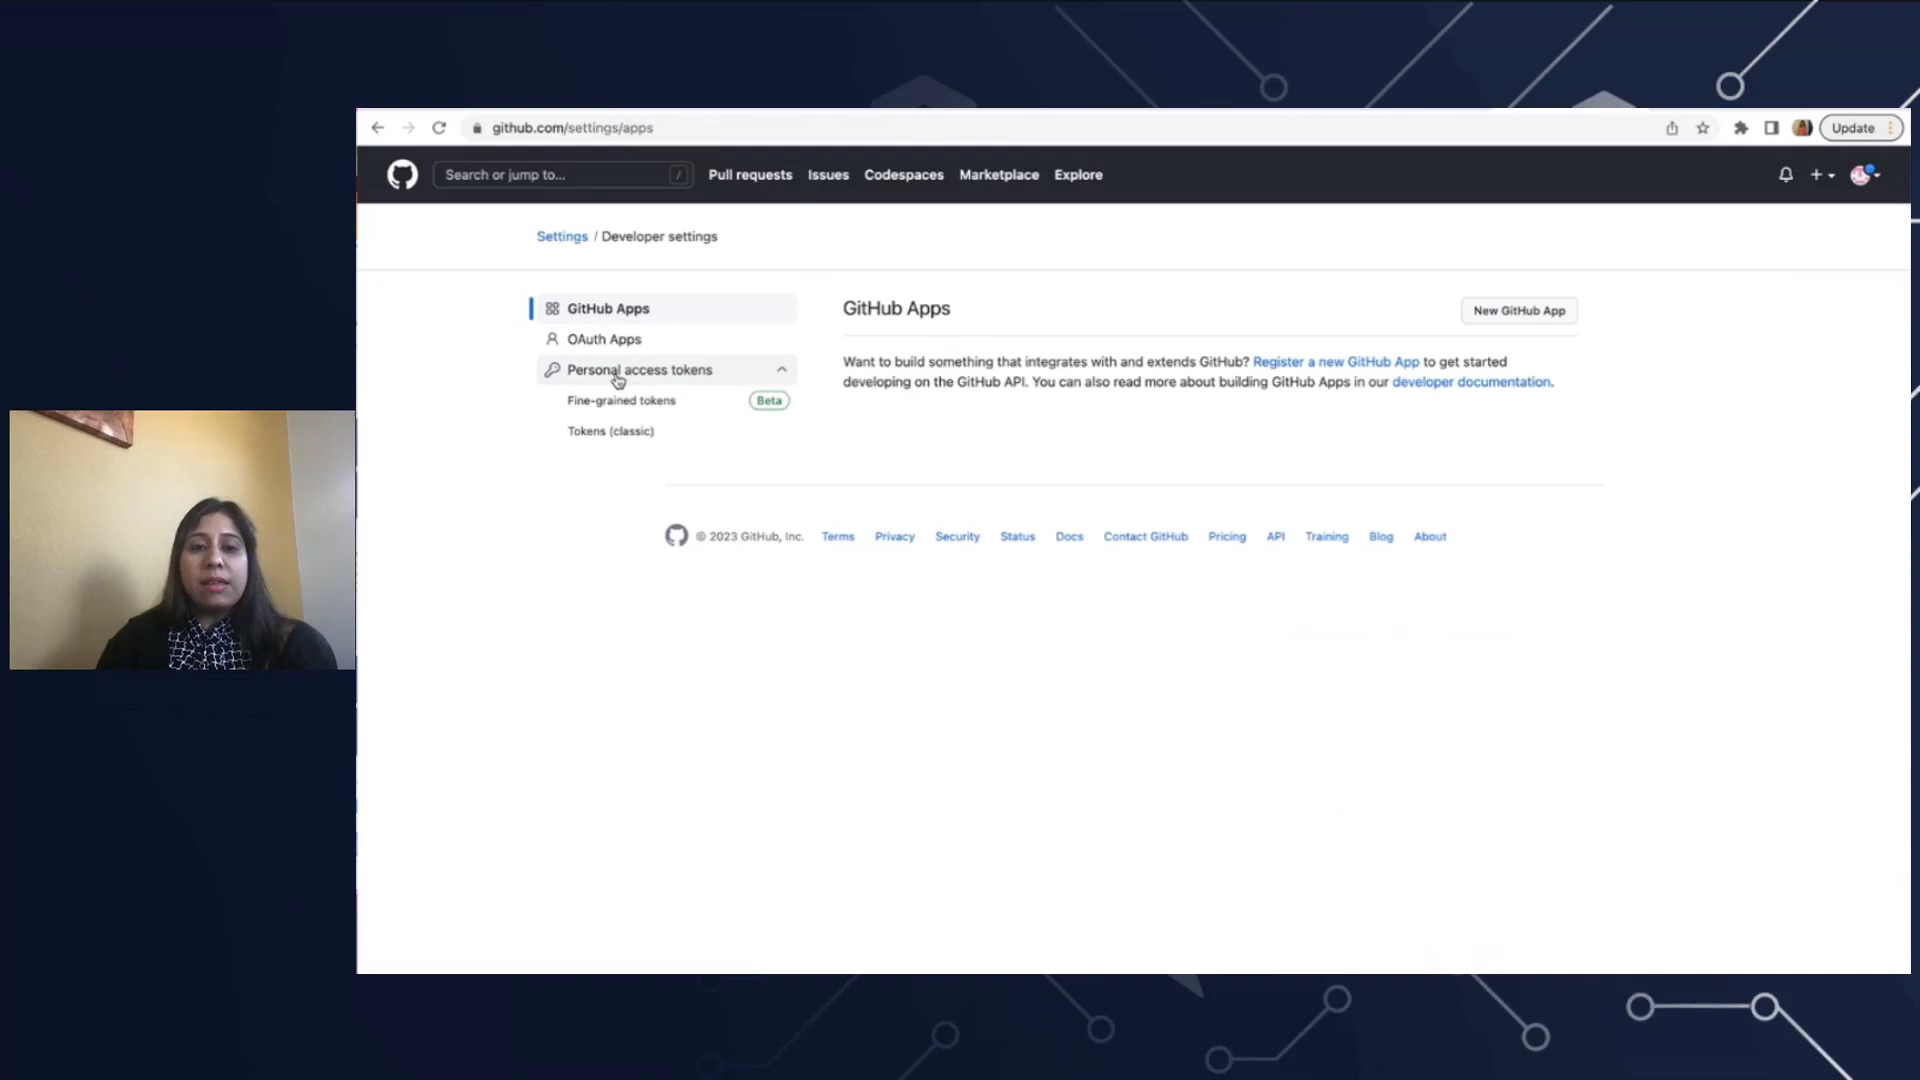 github.com/settings/apps
Update
Search or jump to... /
Pull requests Issues Codespaces Marketplace Explore
Settings / Developer settings
GitHub Apps
OAuth Apps
Personal access tokens
Fine-grained tokens Beta
Tokens (classic)
GitHub Apps
New GitHub App
Want to build something that integrates with and extends GitHub? Register a new GitHub App to get started
developing on the GitHub API. You can also read more about building GitHub Apps in our developer documentation.
© 2023 GitHub, Inc. Terms Privacy Security Status Docs Contact GitHub Pricing API Training Blog About